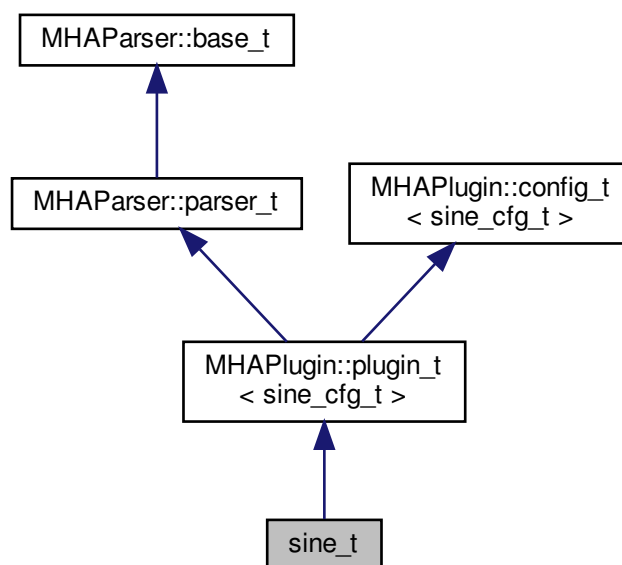 MHAParser::base_t
MHAParser::parser_t
MHAPlugin::config_t
< sine_cfg_t >
MHAPlugin::plugin_t
< sine_cfg_t >
sine_t